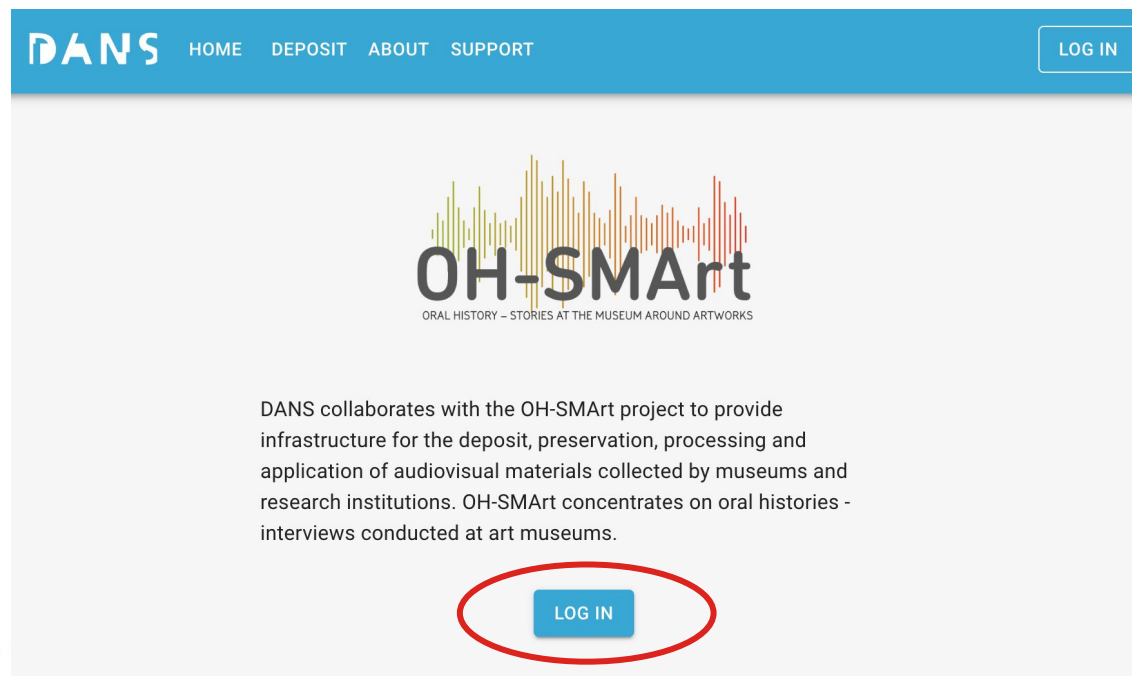 DANS HOME DEPOSIT ABOUT SUPPORT LOG IN
OH-SMArt
ORAL HISTORY – STORIES AT THE MUSEUM AROUND ARTWORKS
DANS collaborates with the OH-SMArt project to provide
infrastructure for the deposit, preservation, processing and
application of audiovisual materials collected by museums and
research institutions. OH-SMArt concentrates on oral histories -
interviews conducted at art museums.
LOG IN